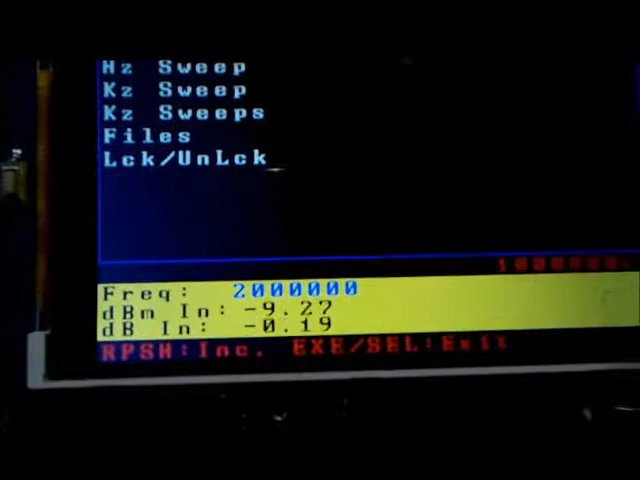 Hz Sweep
Kz Sweep
Kz Sweeps
Files
Lck/UnLck
Freq: 2000000
dBm In: -9.27
dB In: -0.19
RPSH:Inc. EXE/SEL:Exit